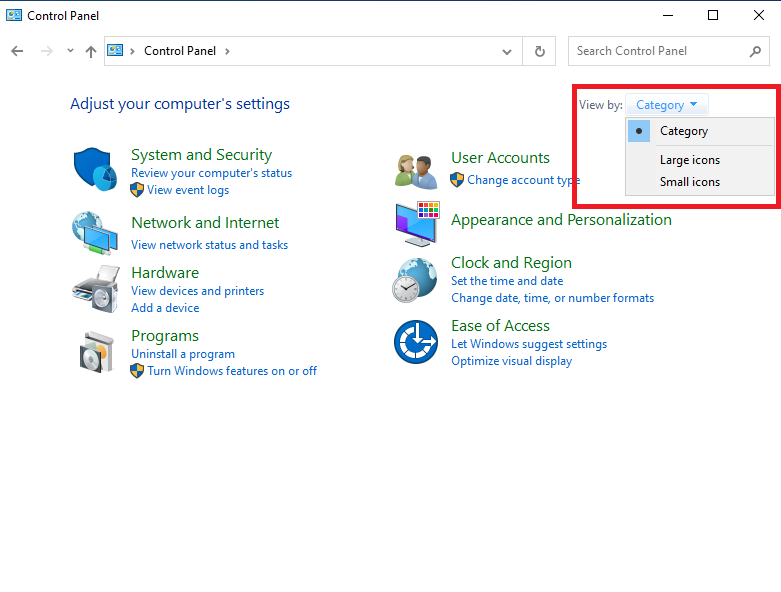 Control Panel
Control Panel
Search Control Panel
Adjust your computer's settings
View by: Category
Category
Large icons
Small icons
System and Security
Review your computer's status
View event logs
Network and Internet
View network status and tasks
Hardware
View devices and printers
Add a device
Programs
Uninstall a program
Turn Windows features on or off
User Accounts
Change account type
Appearance and Personalization
Clock and Region
Set the time and date
Change date, time, or number formats
Ease of Access
Let Windows suggest settings
Optimize visual display